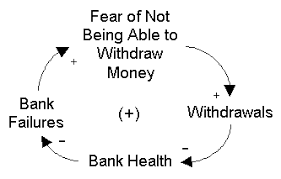 Fear of Not
Being Able to
Withdraw
Money
+
+
Bank
Failures
(+)
Withdrawals
−
−
Bank Health